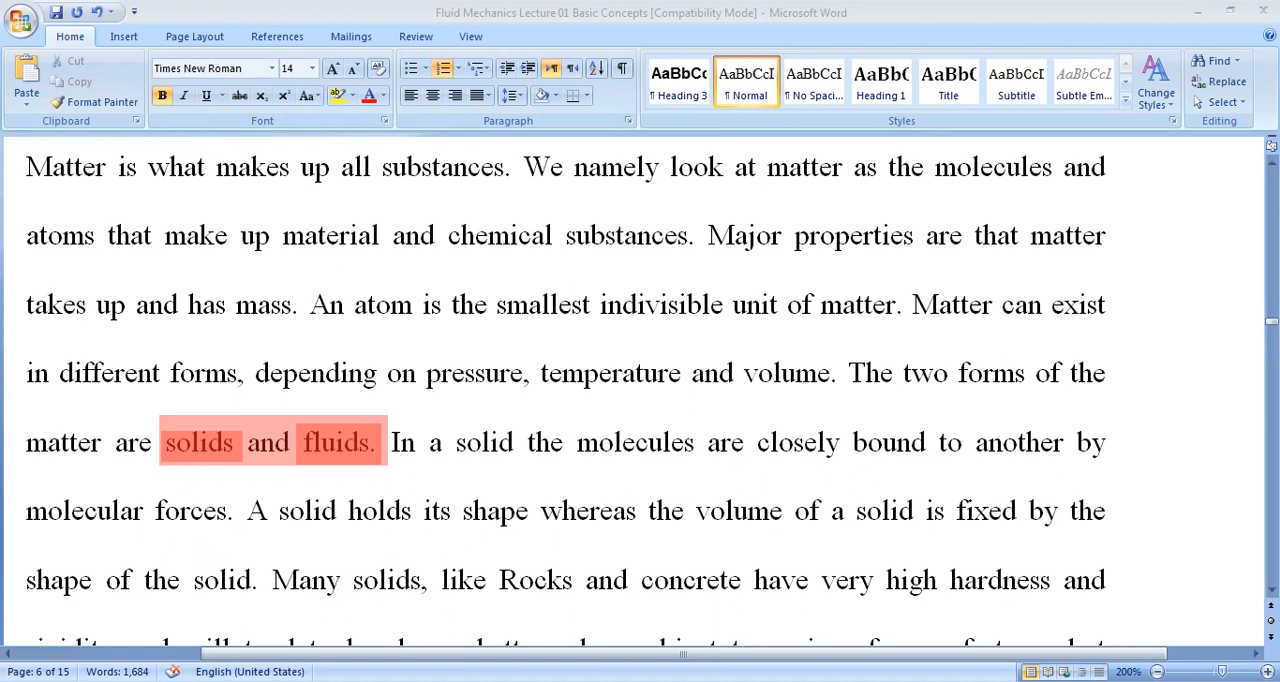 Fluid Mechanics Lecture 01 Basic Concepts [Compatibility Mode] - Microsoft Word
Home Insert Page Layout References Mailings Review View
Paste
Cut
Copy
Format Painter
Clipboard
Times New Roman 14
B I U abc X₂ X² Aa
Font
Paragraph
AaBbCc AaBbCcI AaBbCcI AaBbC AaBbC AaBbCcI AaBbCcI
¶ Heading 3 ¶ Normal ¶ No Spaci... Heading 1 Title Subtitle Subtle Em...
Change Styles
Styles
Find
Replace
Select
Editing
Matter is what makes up all substances. We namely look at matter as the molecules and
atoms that make up material and chemical substances. Major properties are that matter
takes up and has mass. An atom is the smallest indivisible unit of matter. Matter can exist
in different forms, depending on pressure, temperature and volume. The two forms of the
matter are solids and fluids. In a solid the molecules are closely bound to another by
molecular forces. A solid holds its shape whereas the volume of a solid is fixed by the
shape of the solid. Many solids, like Rocks and concrete have very high hardness and
Page: 6 of 15 Words: 1,684 English (United States) 200%